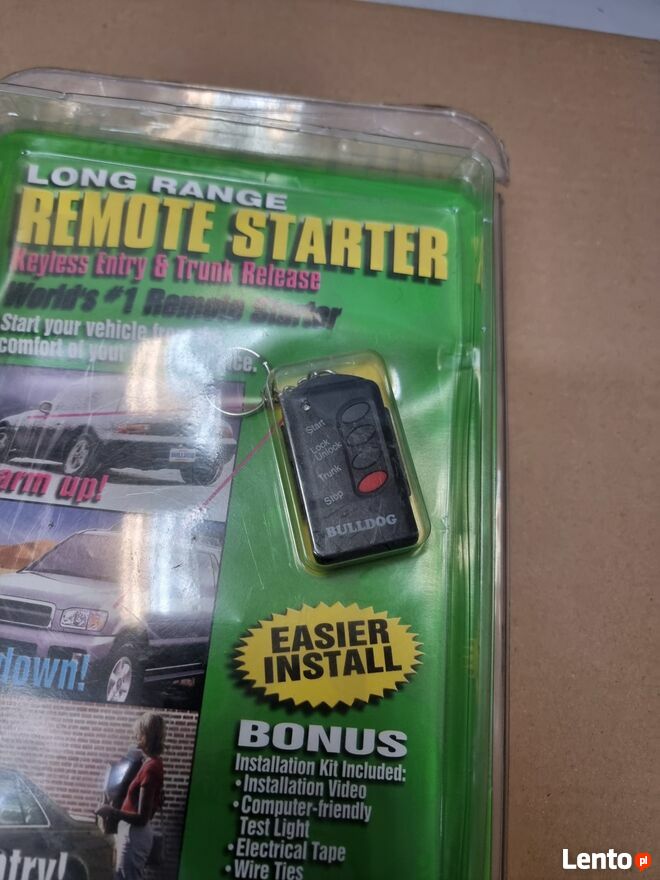 LONG RANGE
REMOTE STARTER
Keyless Entry & Trunk Release
World's #1 Remote Starter
Start your vehicle from
comfort of your
Start
Lock
Unlock
Trunk
Stop
BULLDOG
BULLDOG
arm up!
down!
EASIER
INSTALL
BONUS
Installation Kit Included:
• Installation Video
• Computer-friendly
Test Light
• Electrical Tape
• Wire Ties
ntry!
Lento.pl